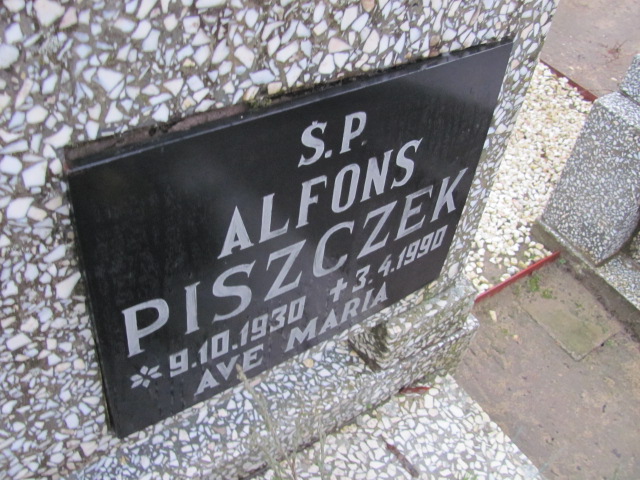 Ś.P.
ALFONS
PISZCZEK
* 9.10.1930 + 3.4.1990
AVE MARIA